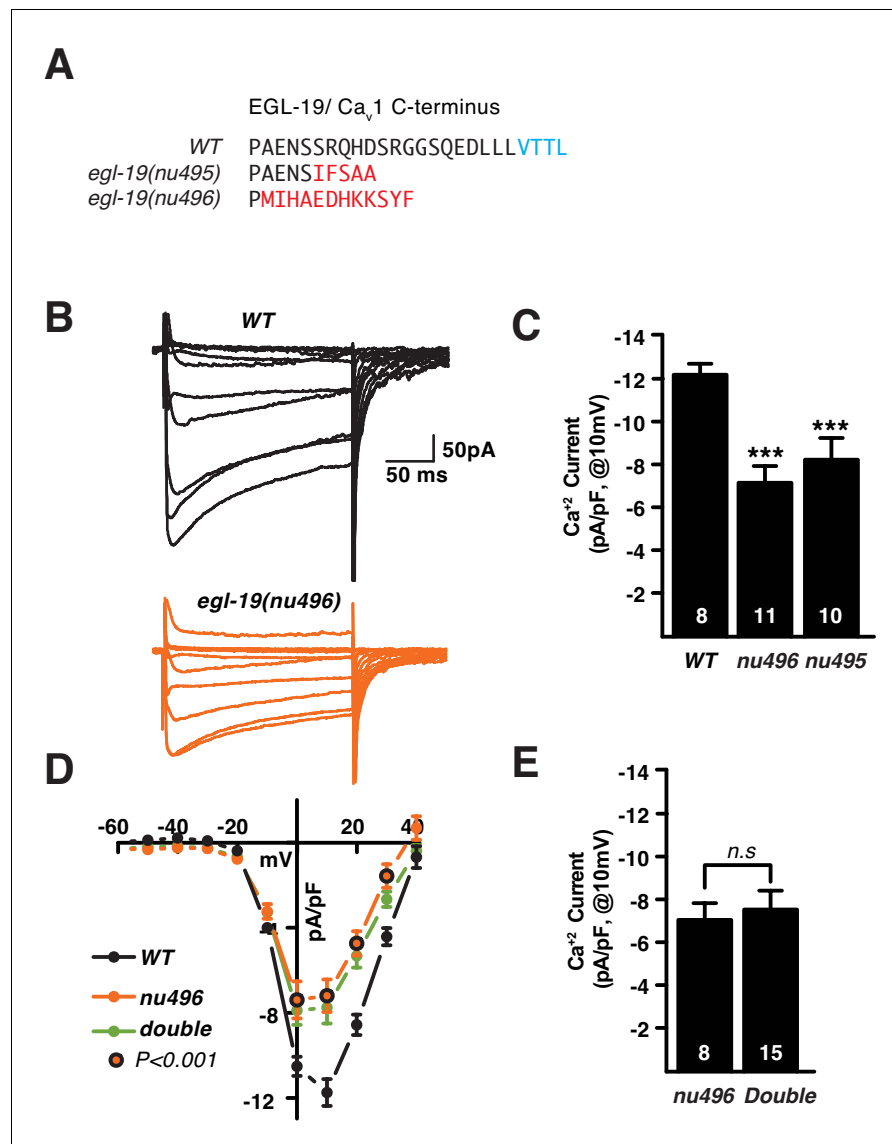 A
EGL-19/ Cav1 C-terminus
WT PAENSSRQHDSRGGSQEDLLLVTTL
egl-19(nu495) PAENSIFSAA
egl-19(nu496) PMIHAEDHKKSYF
B
WT
50pA
50 ms
egl-19(nu496)
C
Ca+2 Current
(pA/pF, @10mV)
-14
-12
-10
-8
-6
-4
-2
***
***
8
11
10
WT
nu496
nu495
D
-60
-40
-20
20
40
mV
pA/pF
-4
-8
-12
WT
nu496
double
P<0.001
E
Ca+2 Current
(pA/pF, @10mV)
-14
-12
-10
-8
-6
-4
-2
n.s
8
15
nu496
Double